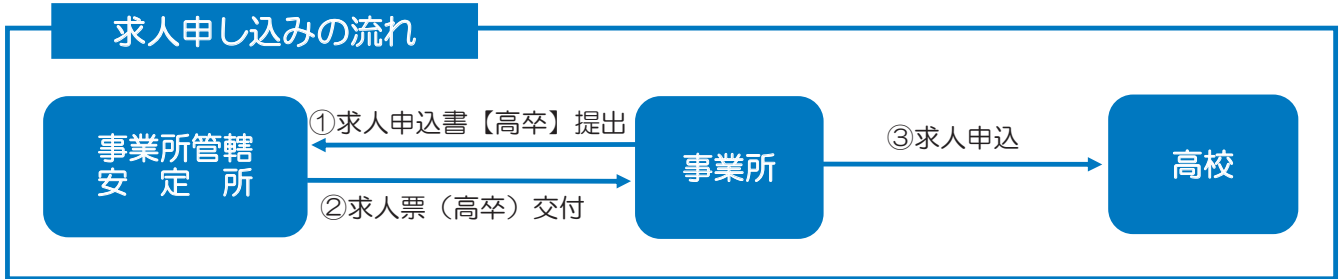 求人申し込みの流れ
事業所管轄
安　定　所
①求人申込書【高卒】提出
②求人票（高卒）交付
事業所
③求人申込
高校